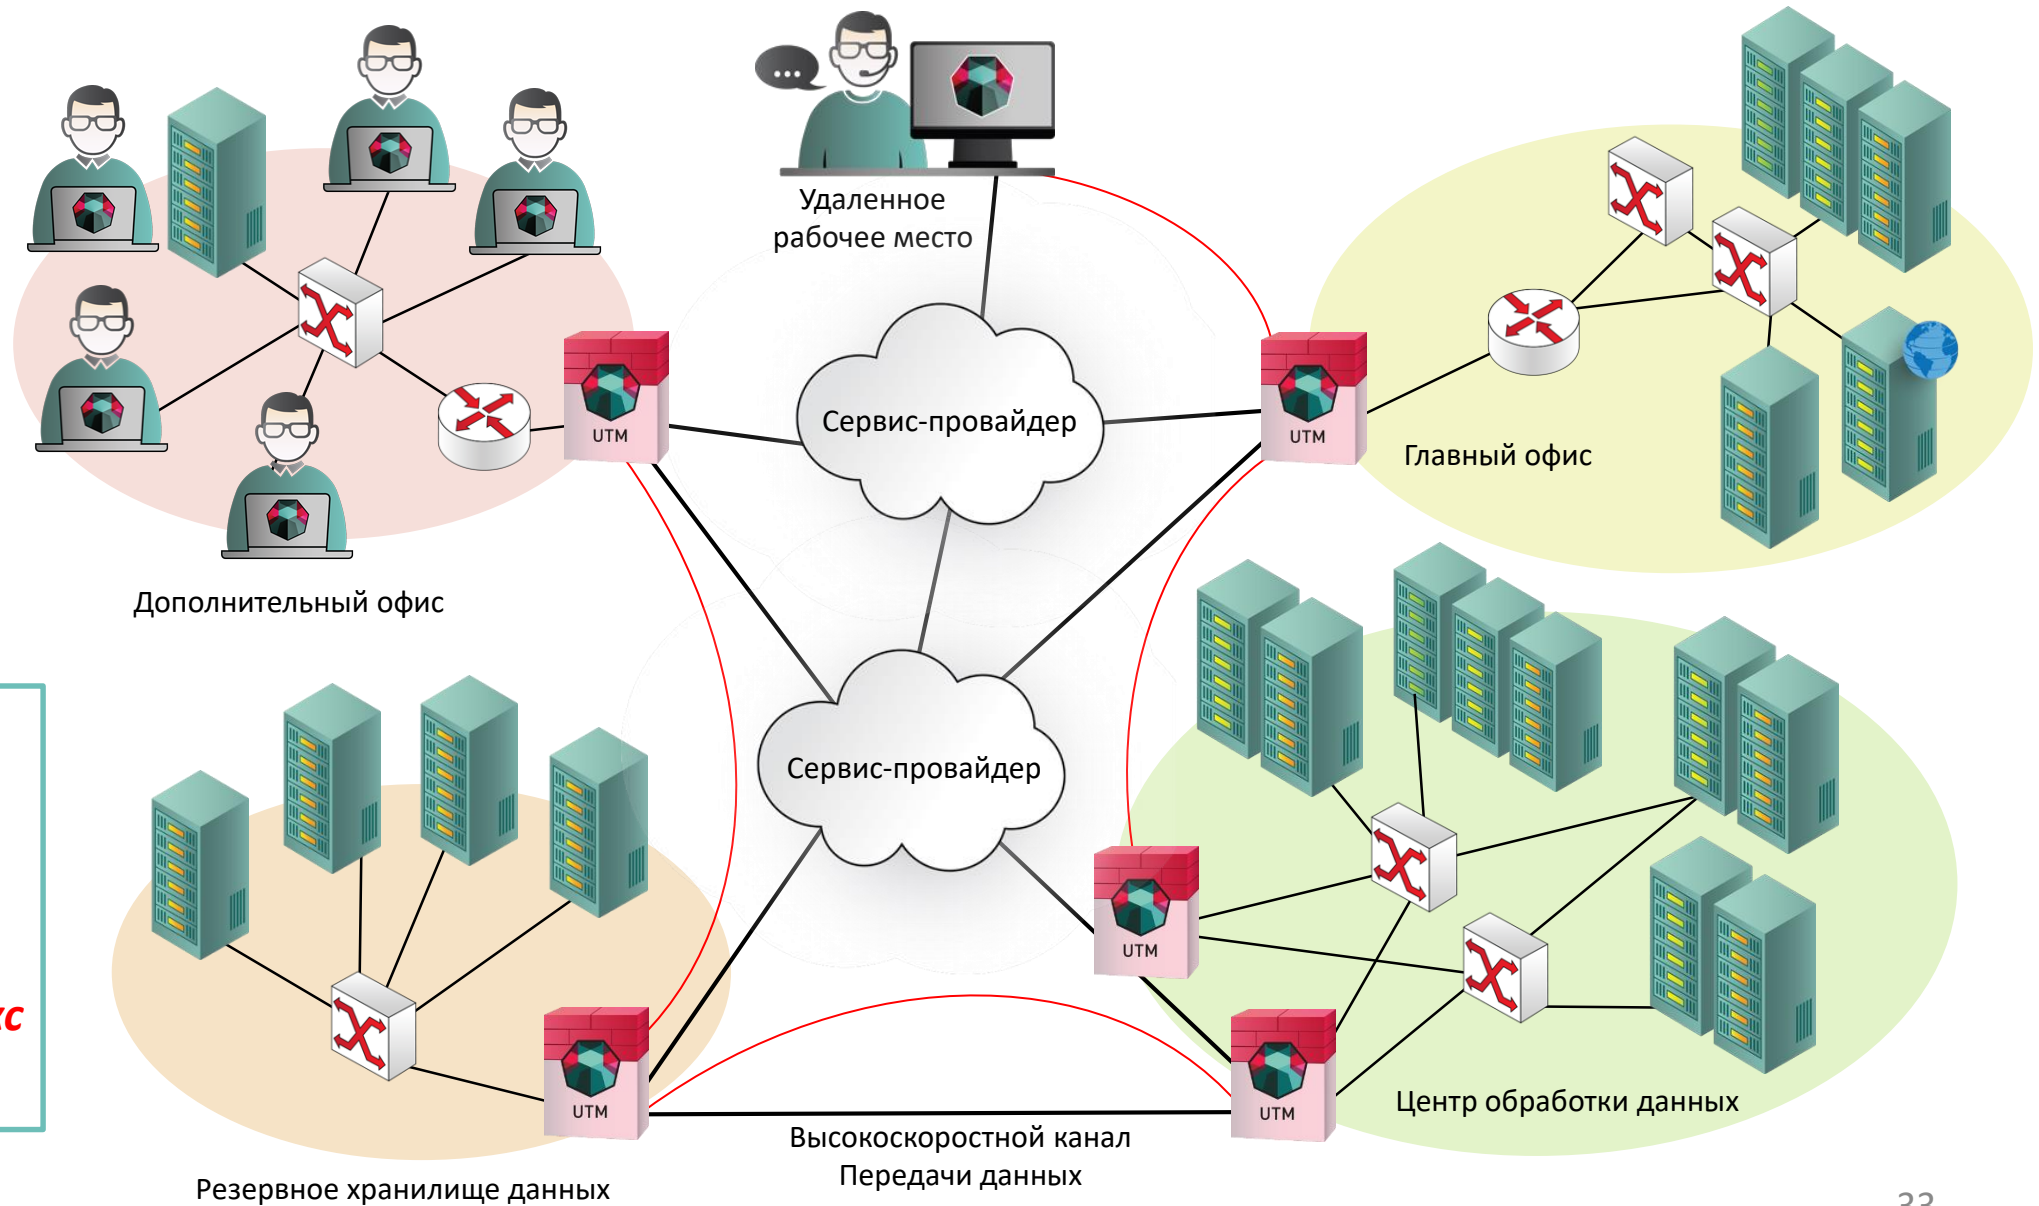 Удаленное
рабочее место
UTM
Сервис-провайдер
UTM
Главный офис
Дополнительный офис
Сервис-провайдер
UTM
UTM
UTM
Центр обработки данных
Высокоскоростной канал
Передачи данных
Резервное хранилище данных